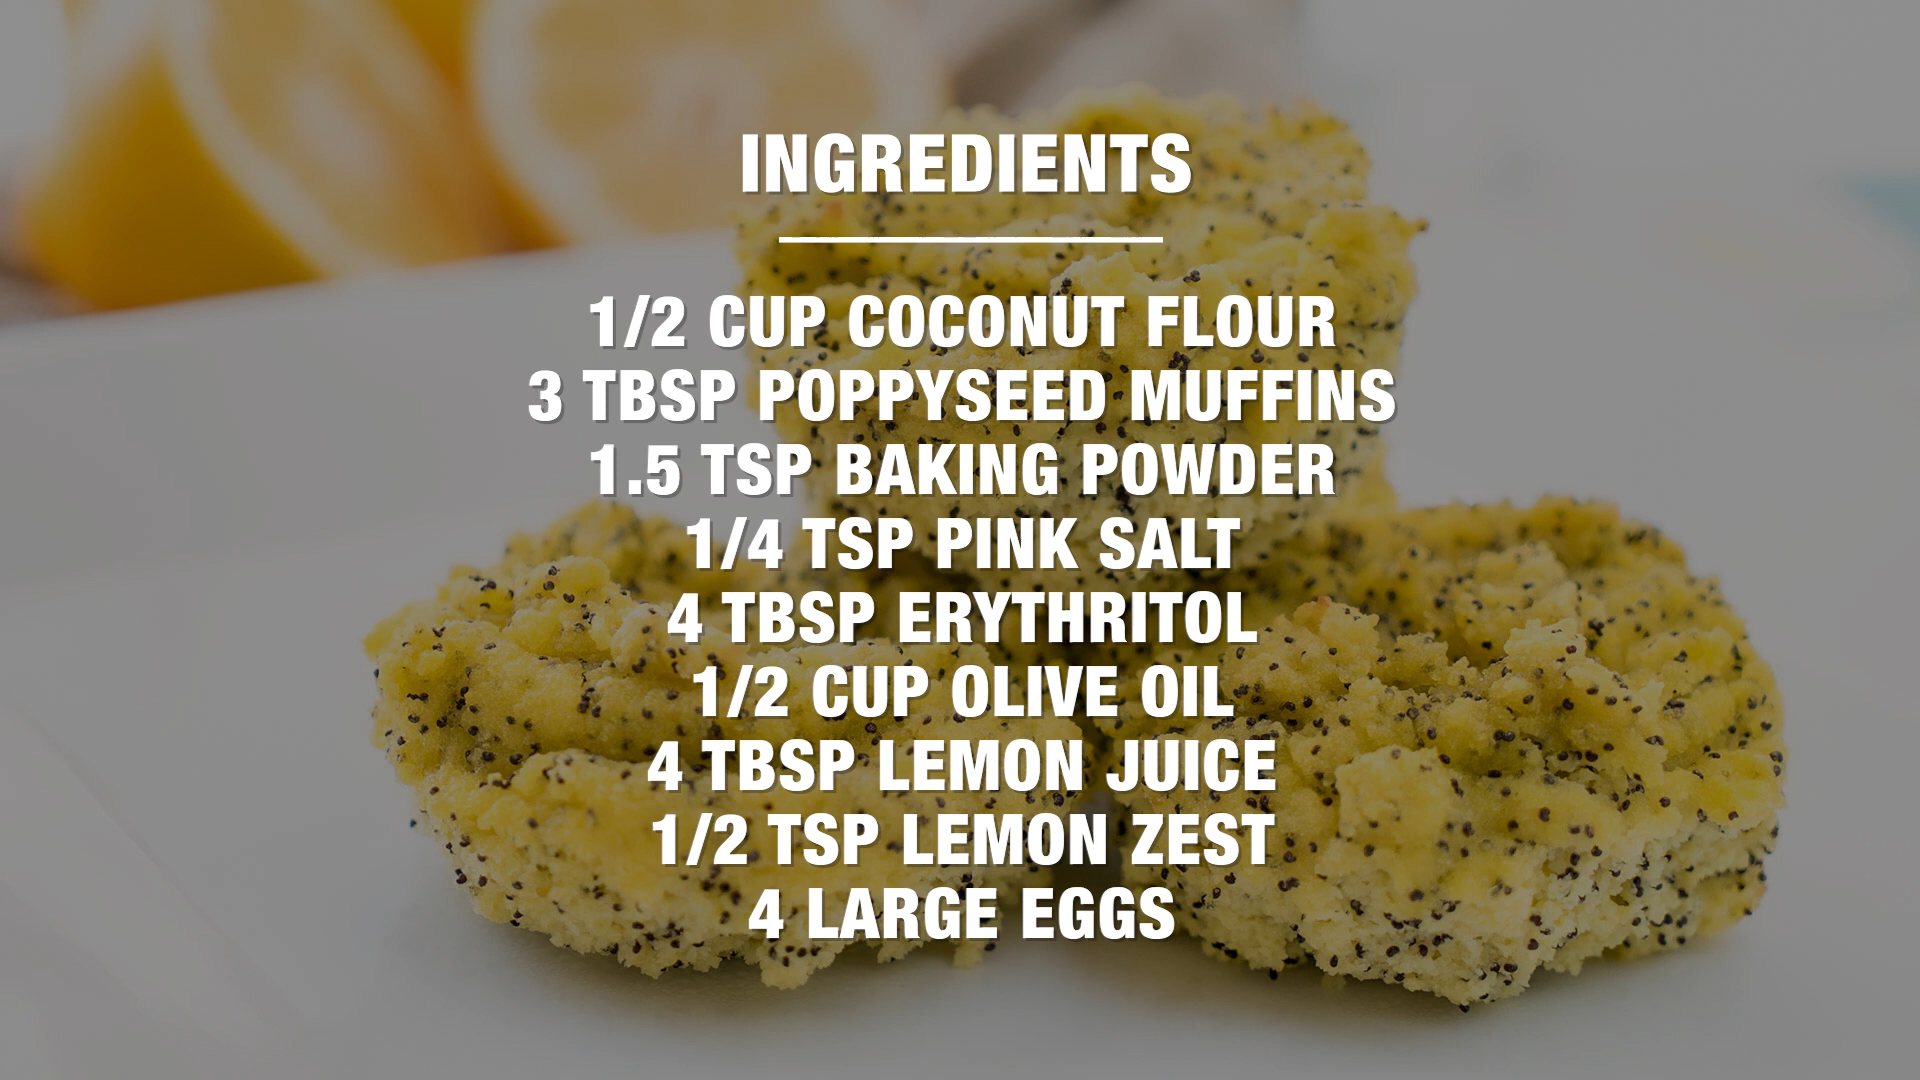 INGREDIENTS
1/2 CUP COCONUT FLOUR
3 TBSP POPPYSEED MUFFINS
1.5 TSP BAKING POWDER
1/4 TSP PINK SALT
4 TBSP ERYTHRITOL
1/2 CUP OLIVE OIL
4 TBSP LEMON JUICE
1/2 TSP LEMON ZEST
4 LARGE EGGS